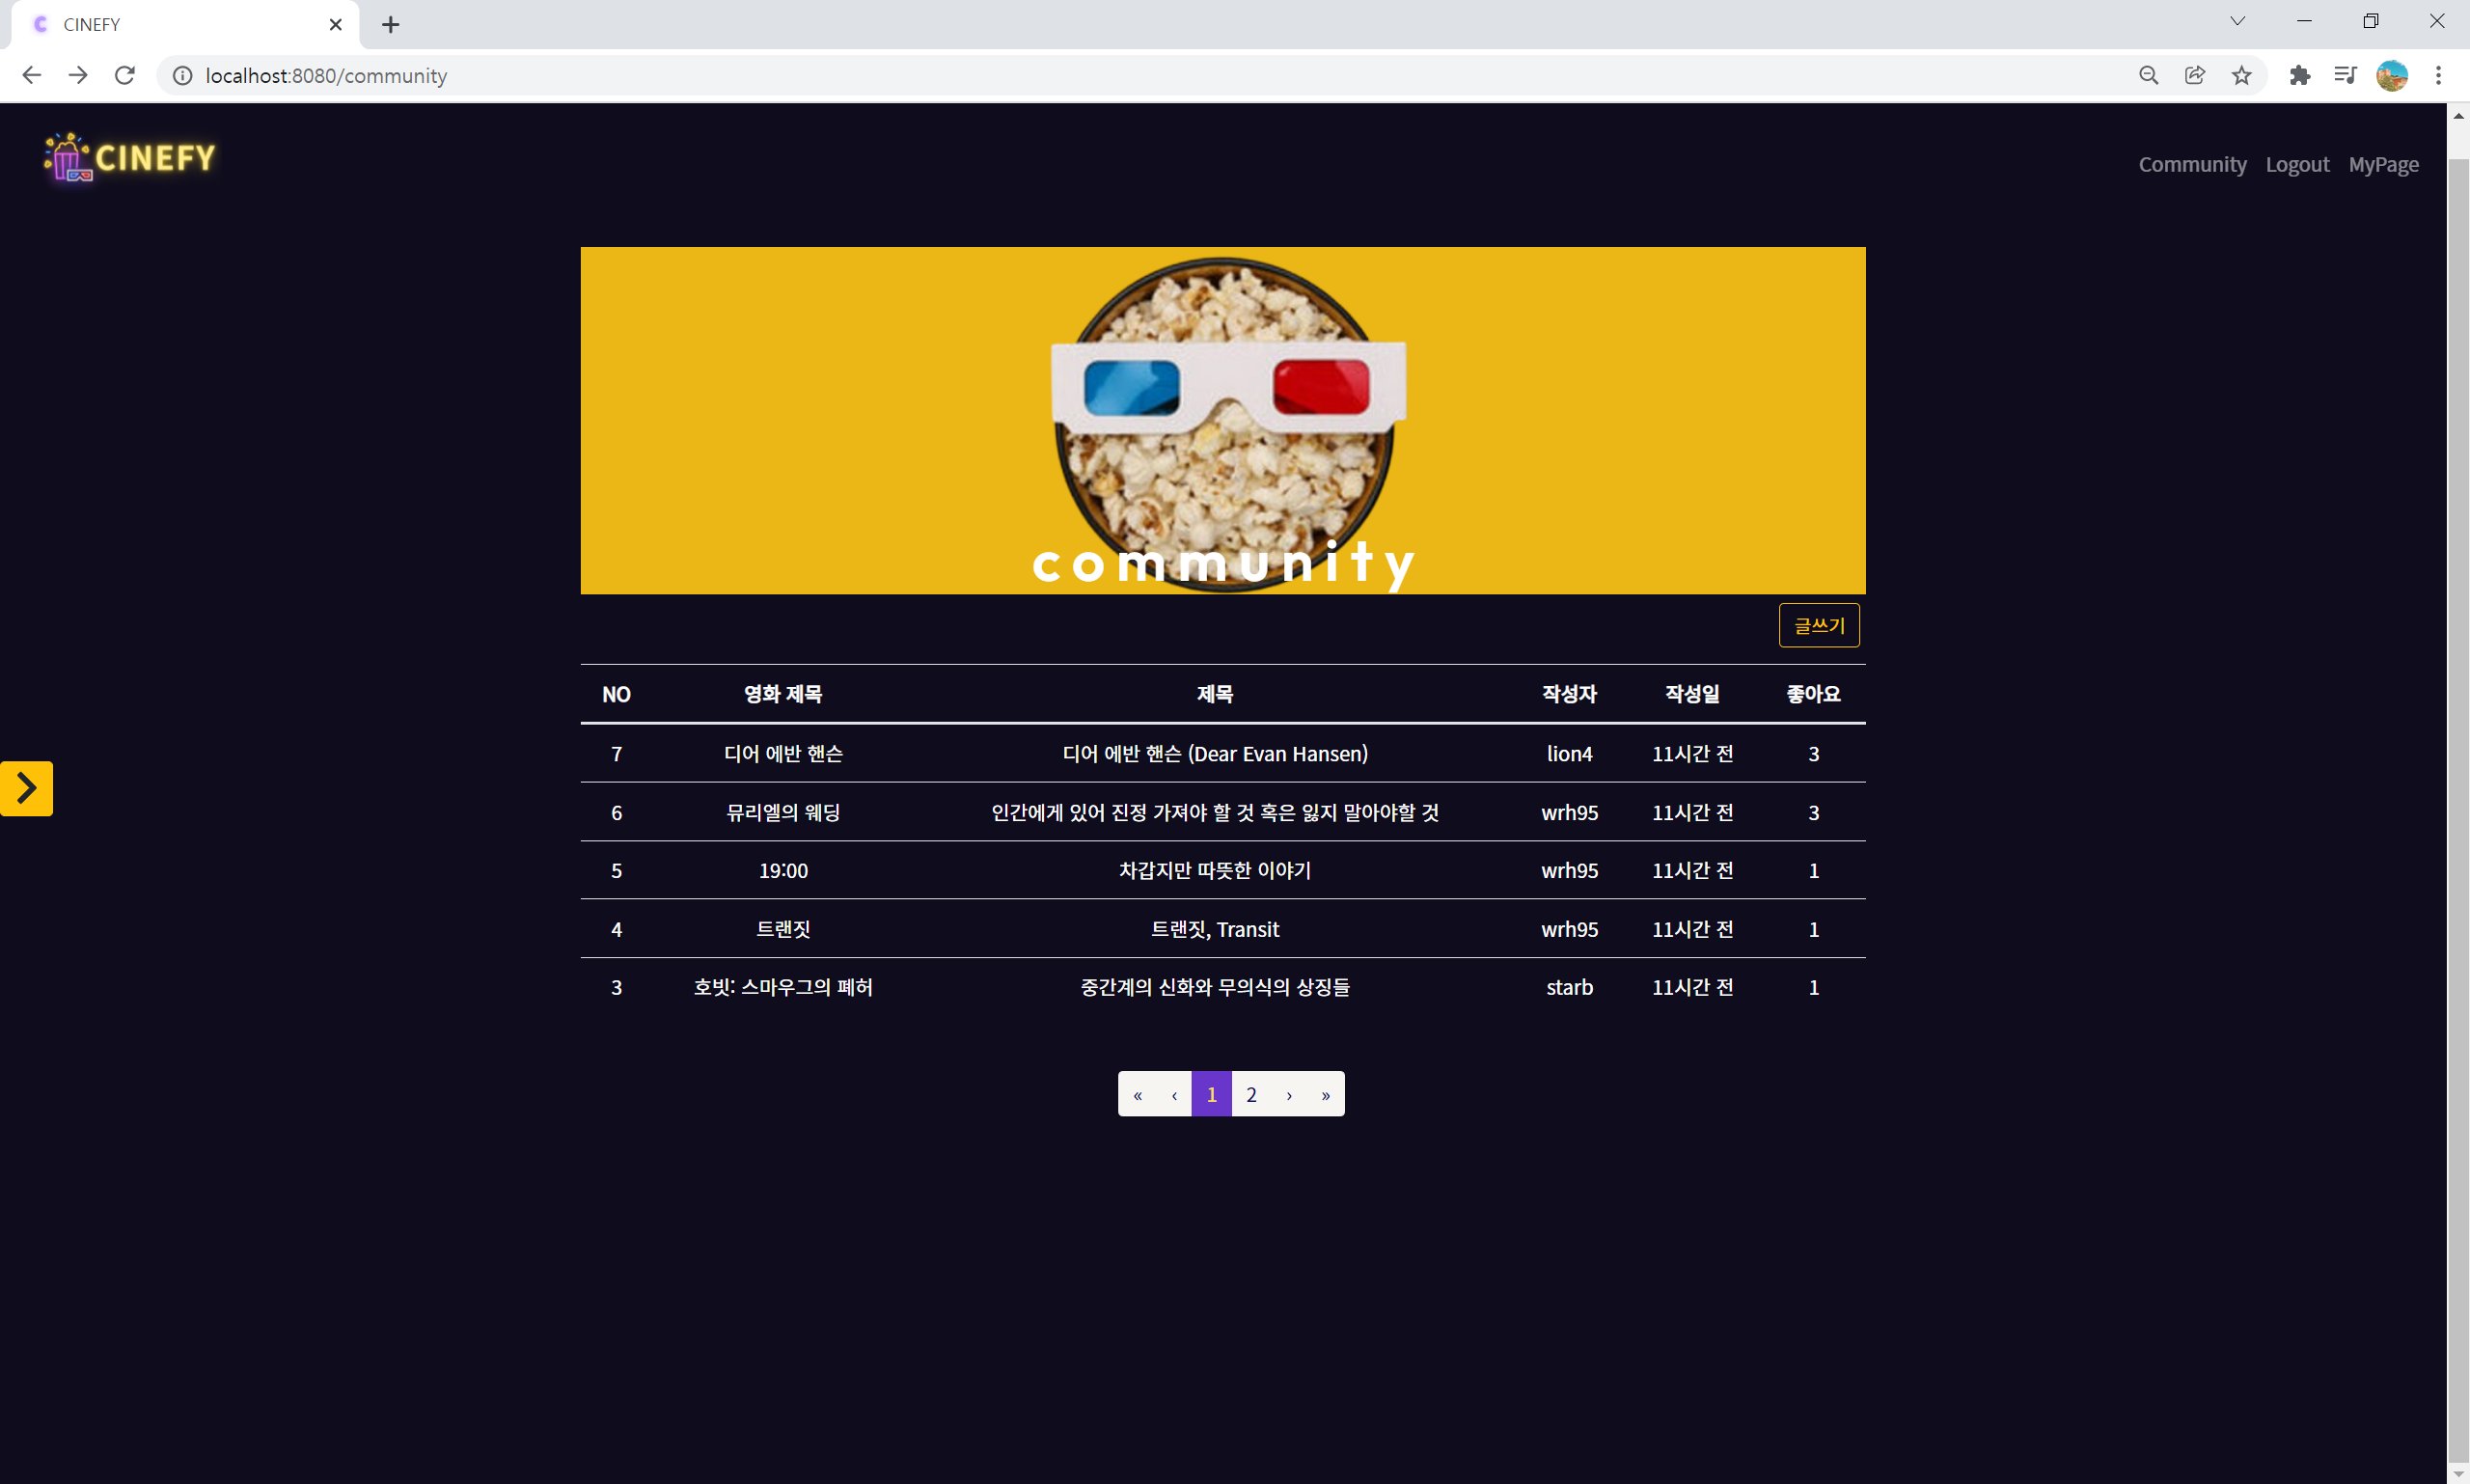 CINEFY
localhost:8080/community
CINEFY
Community Logout MyPage
community
글쓰기
NO 영화 제목 제목 작성자 작성일 좋아요
7 디어 에반 핸슨 디어 에반 핸슨 (Dear Evan Hansen) lion4 11시간 전 3
6 뮤리엘의 웨딩 인간에게 있어 진정 가져야 할 것 혹은 잃지 말아야할 것 wrh95 11시간 전 3
5 19:00 차갑지만 따뜻한 이야기 wrh95 11시간 전 1
4 트랜짓 트랜짓, Transit wrh95 11시간 전 1
3 호빗: 스마우그의 폐허 중간계의 신화와 무의식의 상징들 starb 11시간 전 1
« ‹ 1 2 › »